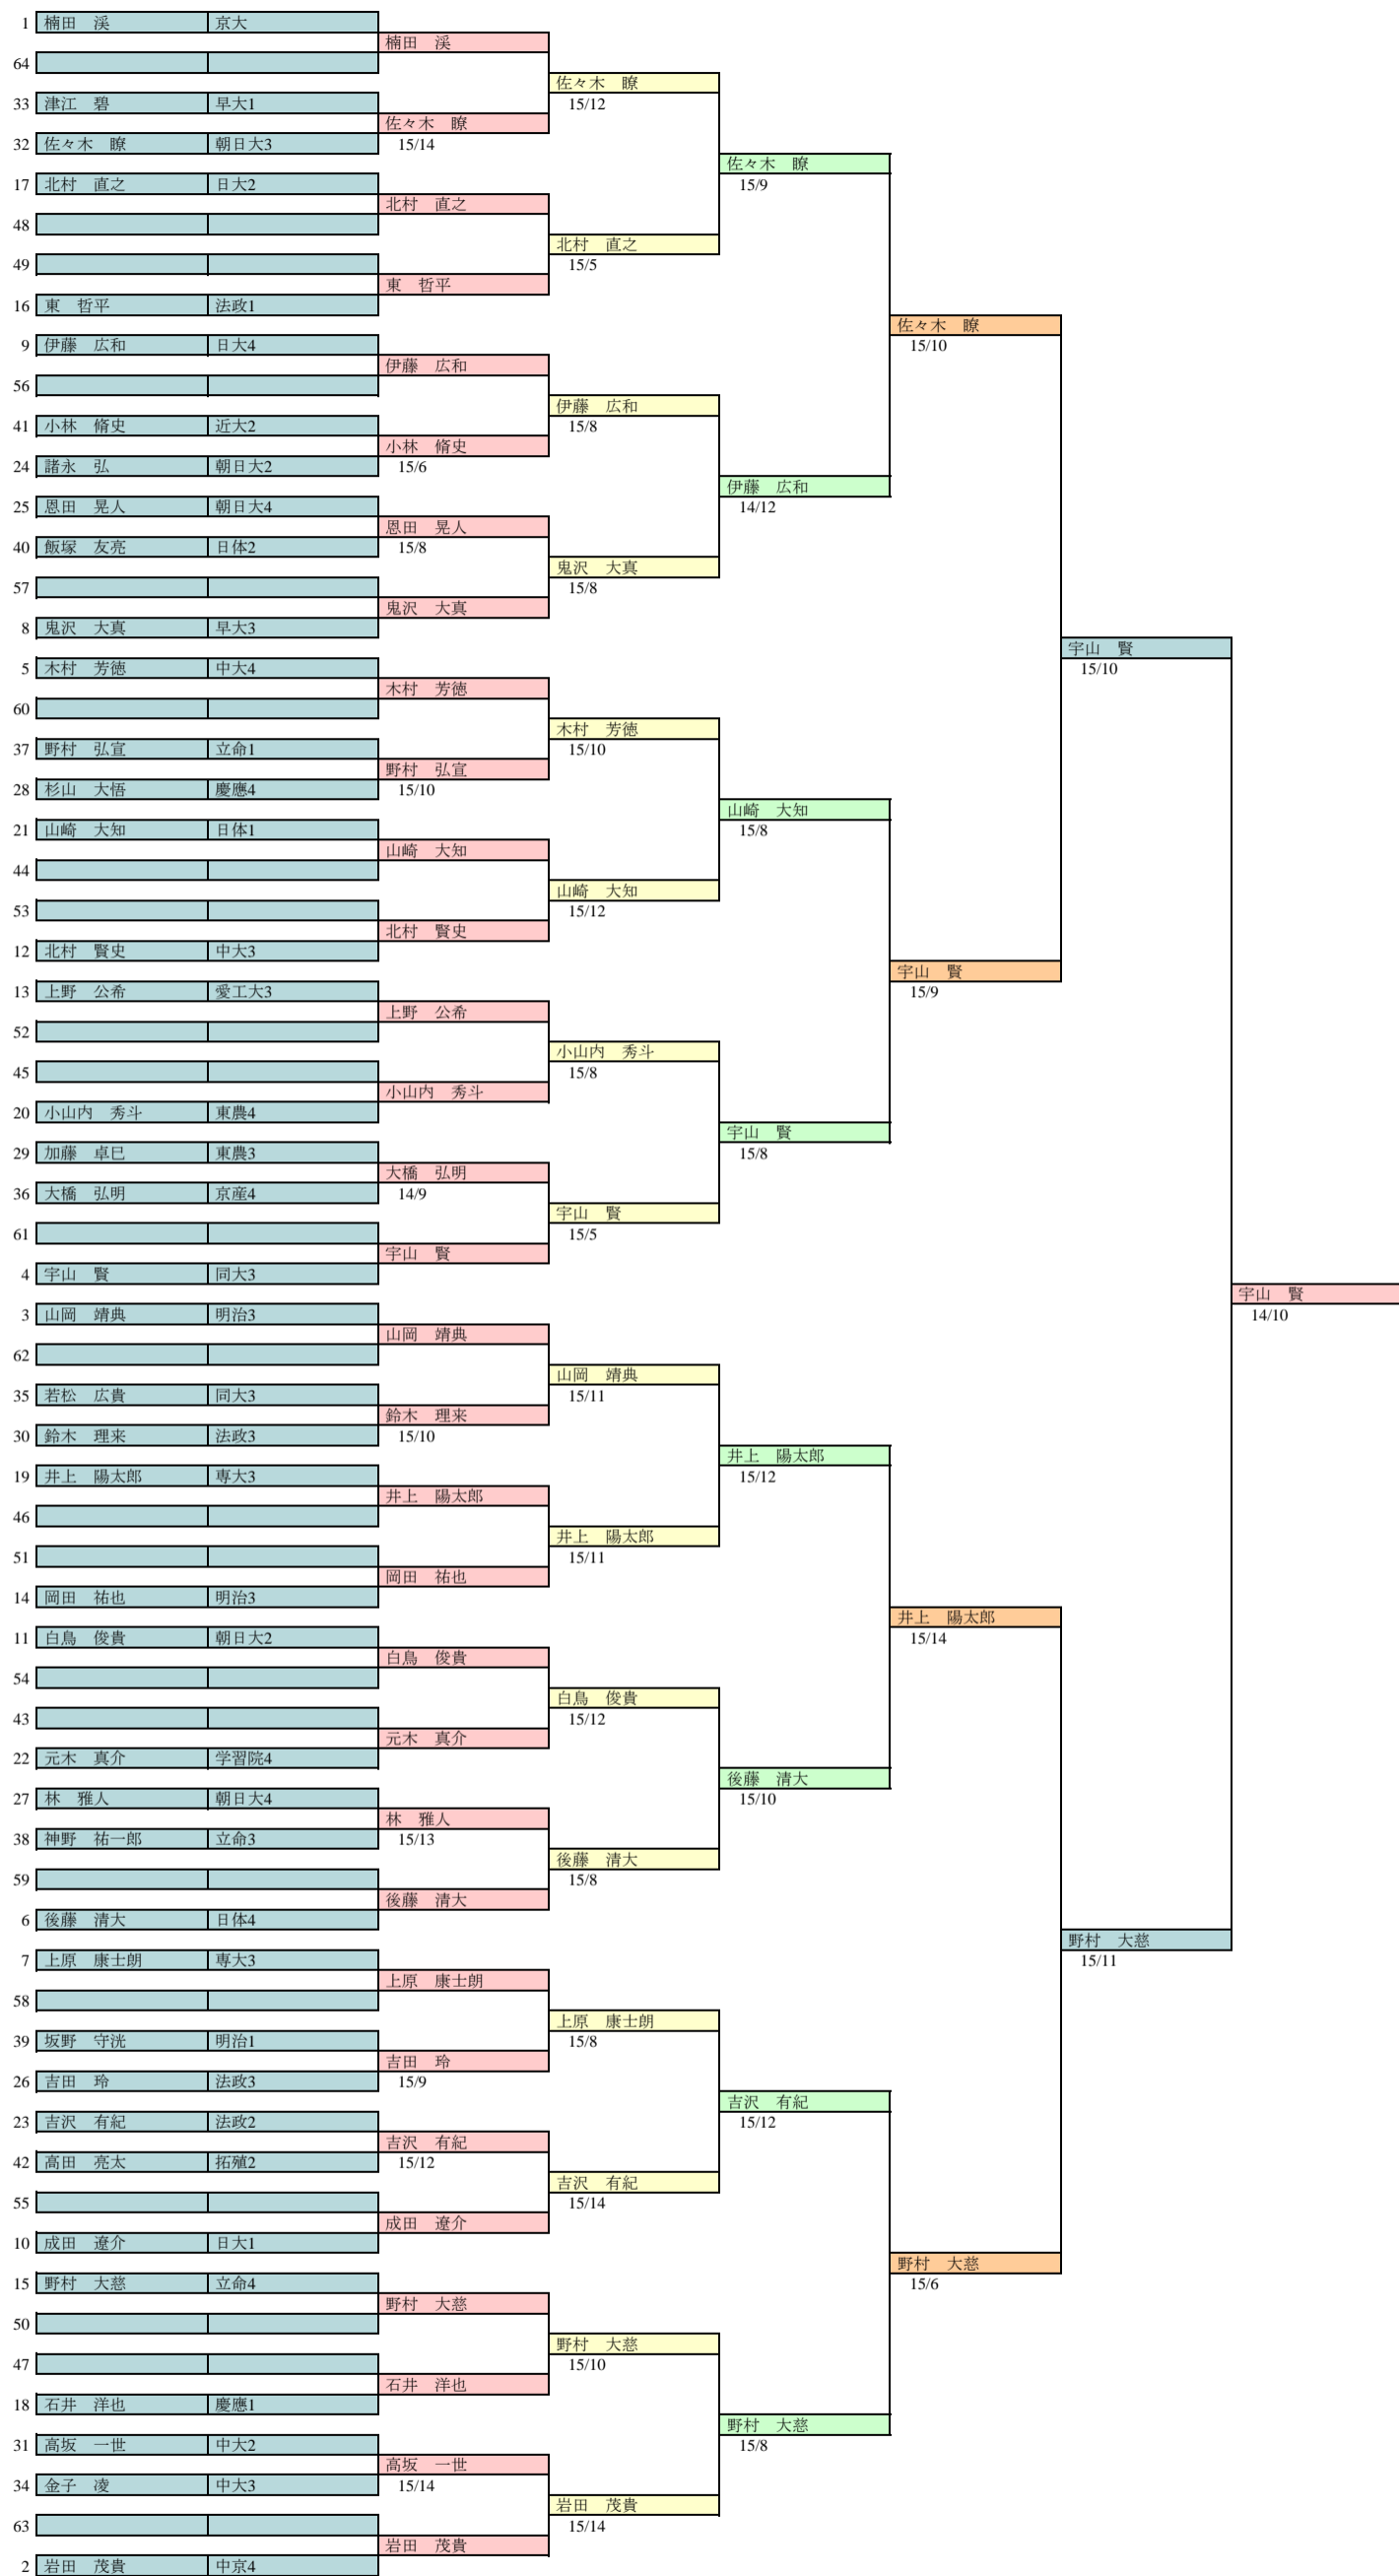 1 楠田　渓 京大
楠田　渓
64
佐々木　瞭
33 津江　碧 早大1 15/12
佐々木　瞭
32 佐々木　瞭 朝日大3 15/14
佐々木　瞭
17 北村　直之 日大2 15/9
北村　直之
48
北村　直之
49 15/5
東　哲平
16 東　哲平 法政1
佐々木　瞭
9 伊藤　広和 日大4 15/10
伊藤　広和
56
伊藤　広和
41 小林　脩史 近大2 15/8
小林　脩史
24 諸永　弘 朝日大2 15/6
伊藤　広和
25 恩田　晃人 朝日大4 14/12
恩田　晃人
40 飯塚　友亮 日体2 15/8
鬼沢　大真
57 15/8
鬼沢　大真
8 鬼沢　大真 早大3
宇山　賢
5 木村　芳徳 中大4 15/10
木村　芳徳
60
木村　芳徳
37 野村　弘宣 立命1 15/10
野村　弘宣
28 杉山　大悟 慶應4 15/10
山崎　大知
21 山崎　大知 日体1 15/8
山崎　大知
44
山崎　大知
53 15/12
北村　賢史
12 北村　賢史 中大3
宇山　賢
13 上野　公希 愛工大3 15/9
上野　公希
52
小山内　秀斗
45 15/8
小山内　秀斗
20 小山内　秀斗 東農4
宇山　賢
29 加藤　卓巳 東農3 15/8
大橋　弘明
36 大橋　弘明 京産4 14/9
宇山　賢
61 15/5
宇山　賢
4 宇山　賢 同大3
宇山　賢
3 山岡　靖典 明治3 14/10
山岡　靖典
62
山岡　靖典
35 若松　広貴 同大3 15/11
鈴木　理来
30 鈴木　理来 法政3 15/10
井上　陽太郎
19 井上　陽太郎 専大3 15/12
井上　陽太郎
46
井上　陽太郎
51 15/11
岡田　祐也
14 岡田　祐也 明治3
井上　陽太郎
11 白鳥　俊貴 朝日大2 15/14
白鳥　俊貴
54
白鳥　俊貴
43 15/12
元木　真介
22 元木　真介 学習院4
後藤　清大
27 林　雅人 朝日大4 15/10
林　雅人
38 神野　祐一郎 立命3 15/13
後藤　清大
59 15/8
後藤　清大
6 後藤　清大 日体4
野村　大慈
7 上原　康士朗 専大3 15/11
上原　康士朗
58
上原　康士朗
39 坂野　守洸 明治1 15/8
吉田　玲
26 吉田　玲 法政3 15/9
吉沢　有紀
23 吉沢　有紀 法政2 15/12
吉沢　有紀
42 高田　亮太 拓殖2 15/12
吉沢　有紀
55 15/14
成田　遼介
10 成田　遼介 日大1
野村　大慈
15 野村　大慈 立命4 15/6
野村　大慈
50
野村　大慈
47 15/10
石井　洋也
18 石井　洋也 慶應1
野村　大慈
31 高坂　一世 中大2 15/8
高坂　一世
34 金子　凌 中大3 15/14
岩田　茂貴
63 15/14
岩田　茂貴
2 岩田　茂貴 中京4